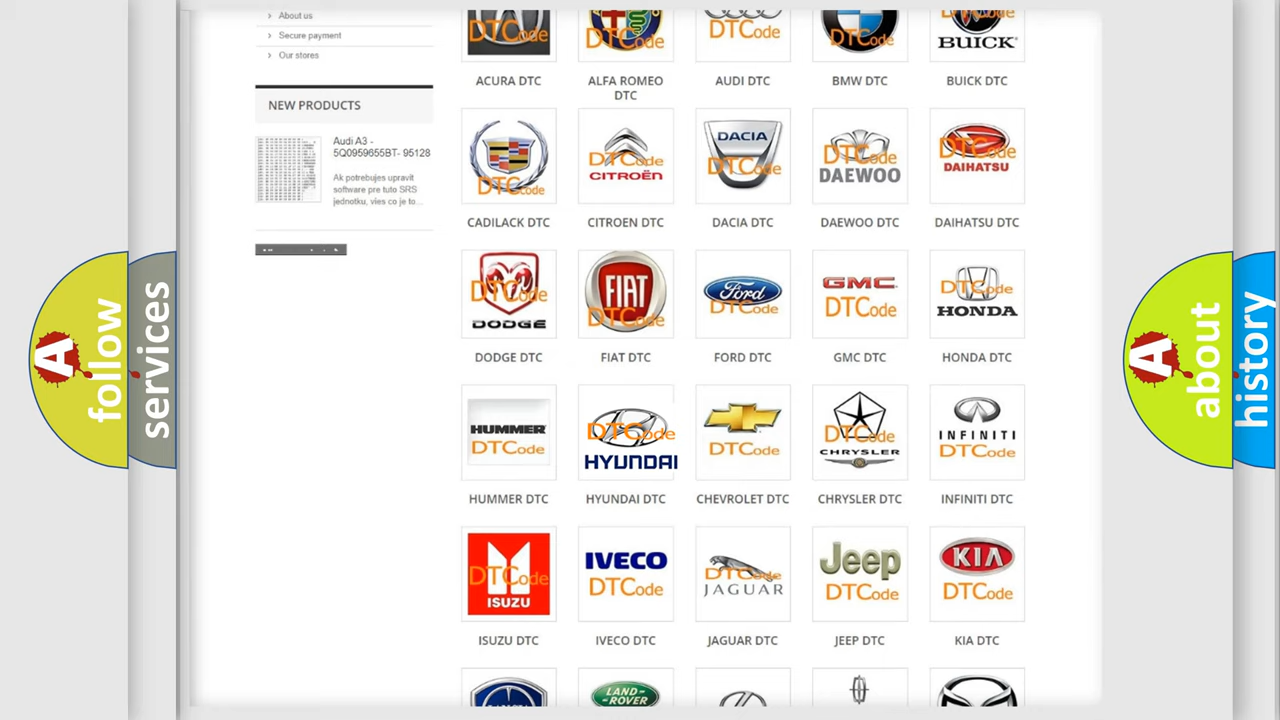 About us
Secure payment
Our stores
NEW PRODUCTS
Audi A3 -
5Q0959655BT- 95128
Ak potrebujes upravit
software pre tuto SRS
jednotku, vies co je to...
DTCode
DTCode
DTCode
DTCode
DTCode
BUICK
ACURA DTC
ALFA ROMEO
DTC
AUDI DTC
BMW DTC
BUICK DTC
DTCode
DTCode
CITROËN
DACIA
DTCode
DTCode
DAEWOO
DTCode
DAIHATSU
CADILACK DTC
CITROEN DTC
DACIA DTC
DAEWOO DTC
DAIHATSU DTC
DTCode
DODGE
FIAT
DTCode
Ford
DTCode
GMC
DTCode
DTCode
HONDA
DODGE DTC
FIAT DTC
FORD DTC
GMC DTC
HONDA DTC
HUMMER
DTCode
DTCode
HYUNDAI
DTCode
DTCode
CHRYSLER
INFINITI
DTCode
HUMMER DTC
HYUNDAI DTC
CHEVROLET DTC
CHRYSLER DTC
INFINITI DTC
DTCode
ISUZU
IVECO
DTCode
DTCode
JAGUAR
Jeep
DTCode
KIA
DTCode
ISUZU DTC
IVECO DTC
JAGUAR DTC
JEEP DTC
KIA DTC
LAND-
ROVER
A
follow
services
A
about
history